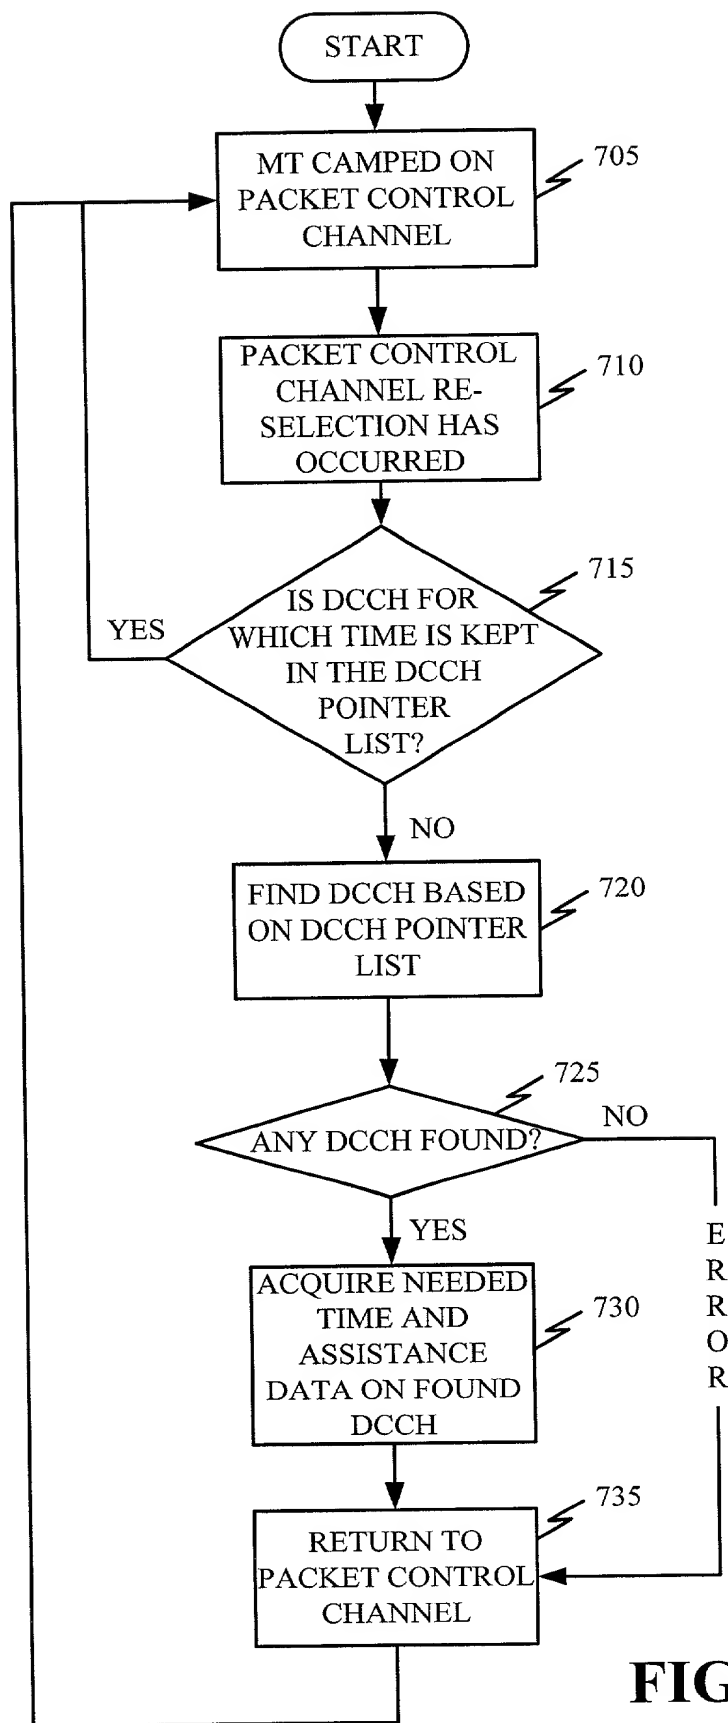 START
MT CAMPED ON
PACKET CONTROL
CHANNEL
705
PACKET CONTROL
CHANNEL RE-
SELECTION HAS
OCCURRED
710
IS DCCH FOR
WHICH TIME IS KEPT
IN THE DCCH
POINTER
LIST?
715
YES
NO
FIND DCCH BASED
ON DCCH POINTER
LIST
720
ANY DCCH FOUND?
725
NO
YES
E
R
R
O
R
ACQUIRE NEEDED
TIME AND
ASSISTANCE
DATA ON FOUND
DCCH
730
RETURN TO
PACKET CONTROL
CHANNEL
735
FIG